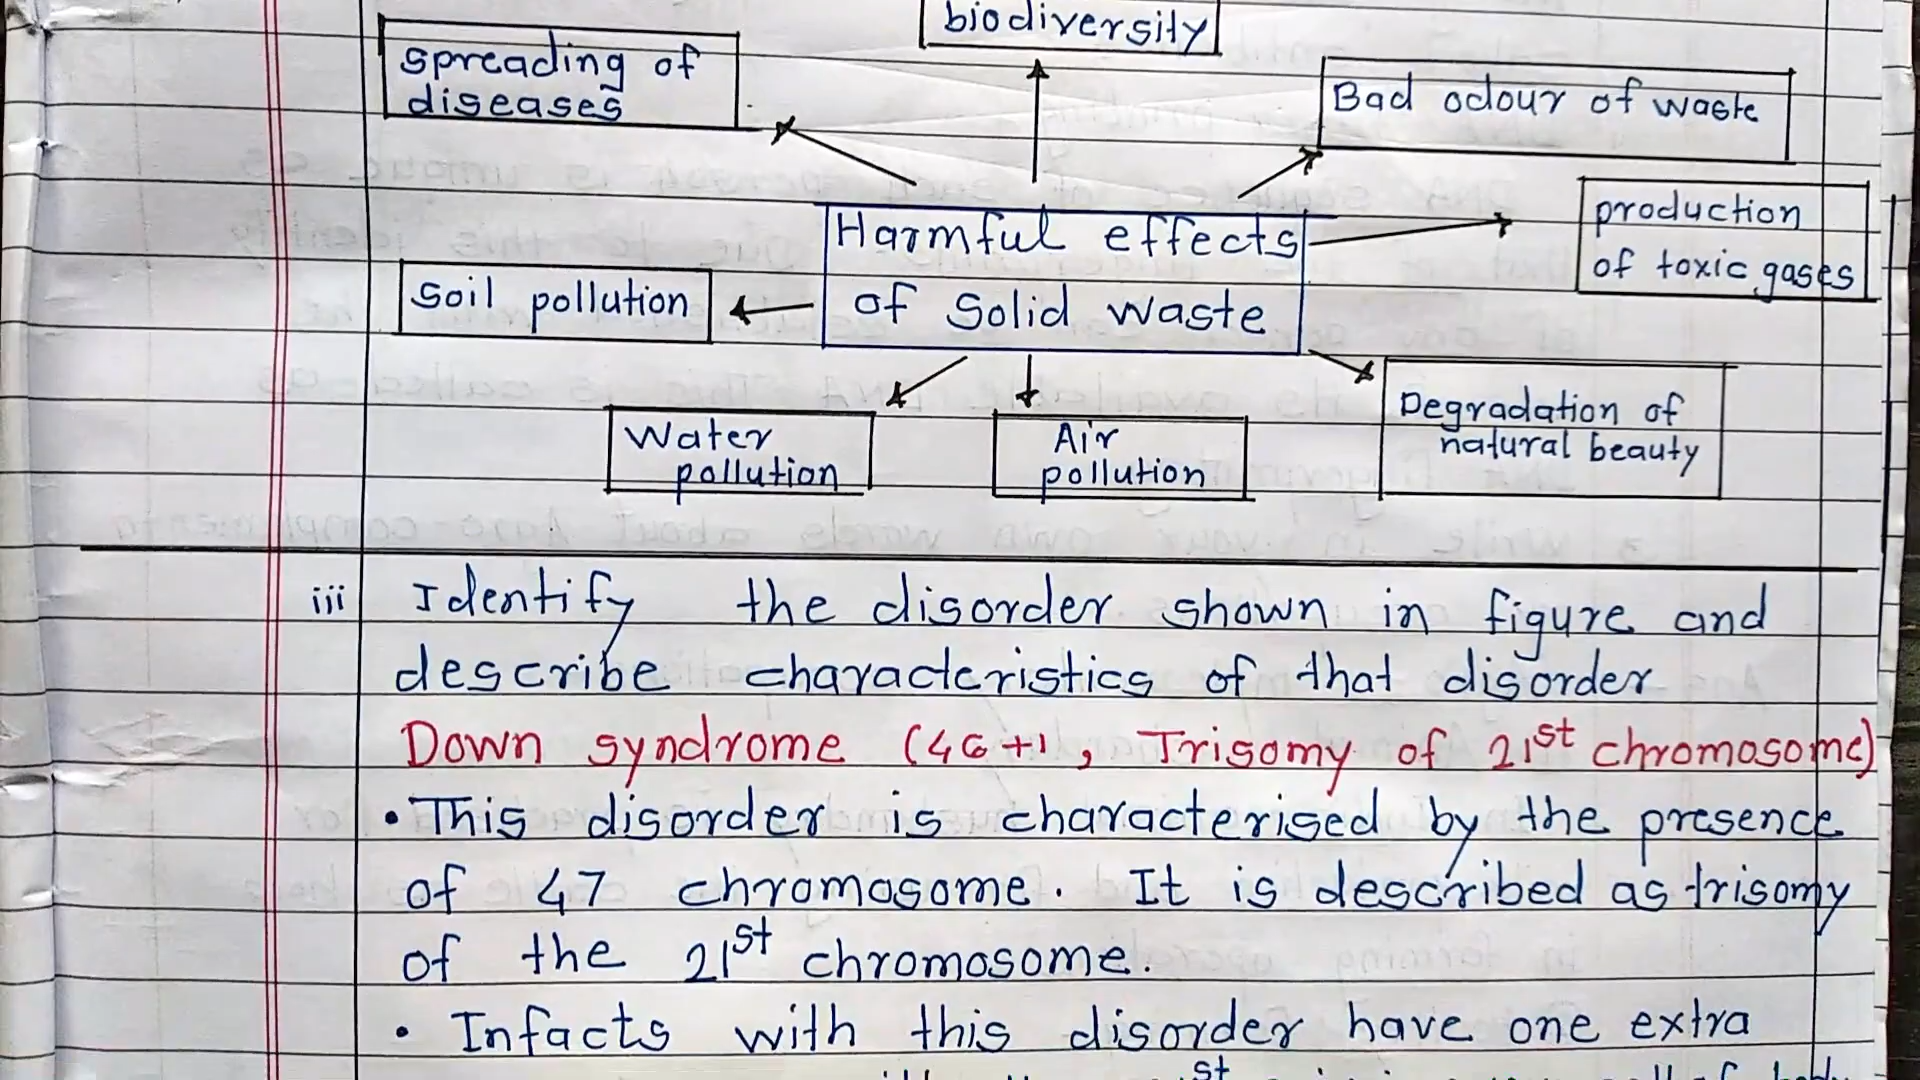 biodiversity
spreading of
diseases
Bad odour of waste
production
of toxic gases
Harmful effects
of solid waste
Soil pollution
Water
pollution
Air
pollution
Degradation of
natural beauty
iii Identify the disorder shown in figure and
describe characteristics of that disorder
Down syndrome (46+1, Trisomy of 21st chromosome)
• This disorder is characterised by the presence
of 47 chromosome. It is described as trisomy
of the 21st chromosome.
• Infacts with this disorder have one extra